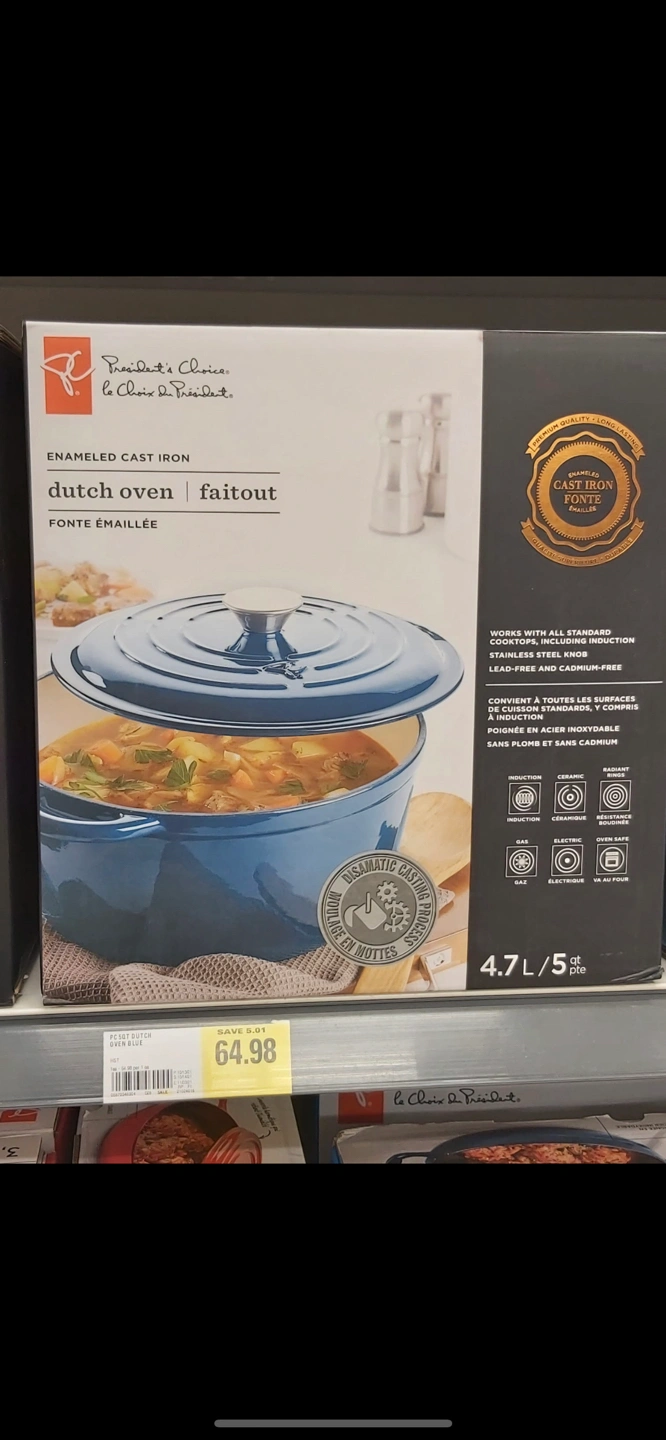 President's Choice®
le Choix du Président®
ENAMELED CAST IRON
dutch oven | faitout
FONTE ÉMAILLÉE
PREMIUM QUALITY • LONG LASTING
ENAMELED
CAST IRON
FONTE
ÉMAILLÉE
WORKS WITH ALL STANDARD
COOKTOPS, INCLUDING INDUCTION
STAINLESS STEEL KNOB
LEAD-FREE AND CADMIUM-FREE
CONVIENT À TOUTES LES SURFACES
DE CUISSON STANDARDS, Y COMPRIS
À INDUCTION
POIGNÉE EN ACIER INOXYDABLE
SANS PLOMB ET SANS CADMIUM
INDUCTION CERAMIC RADIANT RINGS
INDUCTION CÉRAMIQUE RÉSISTANCE BOUDINÉE
GAS ELECTRIC OVEN SAFE
GAZ ÉLECTRIQUE VA AU FOUR
DISAMATIC CASTING PROCESS
MOULAGE EN MOTTES
4.7 L / 5 qt pte
PC 5QT DUTCH
OVEN BLUE
SAVE 5.01
64.98
le Choix du Président®